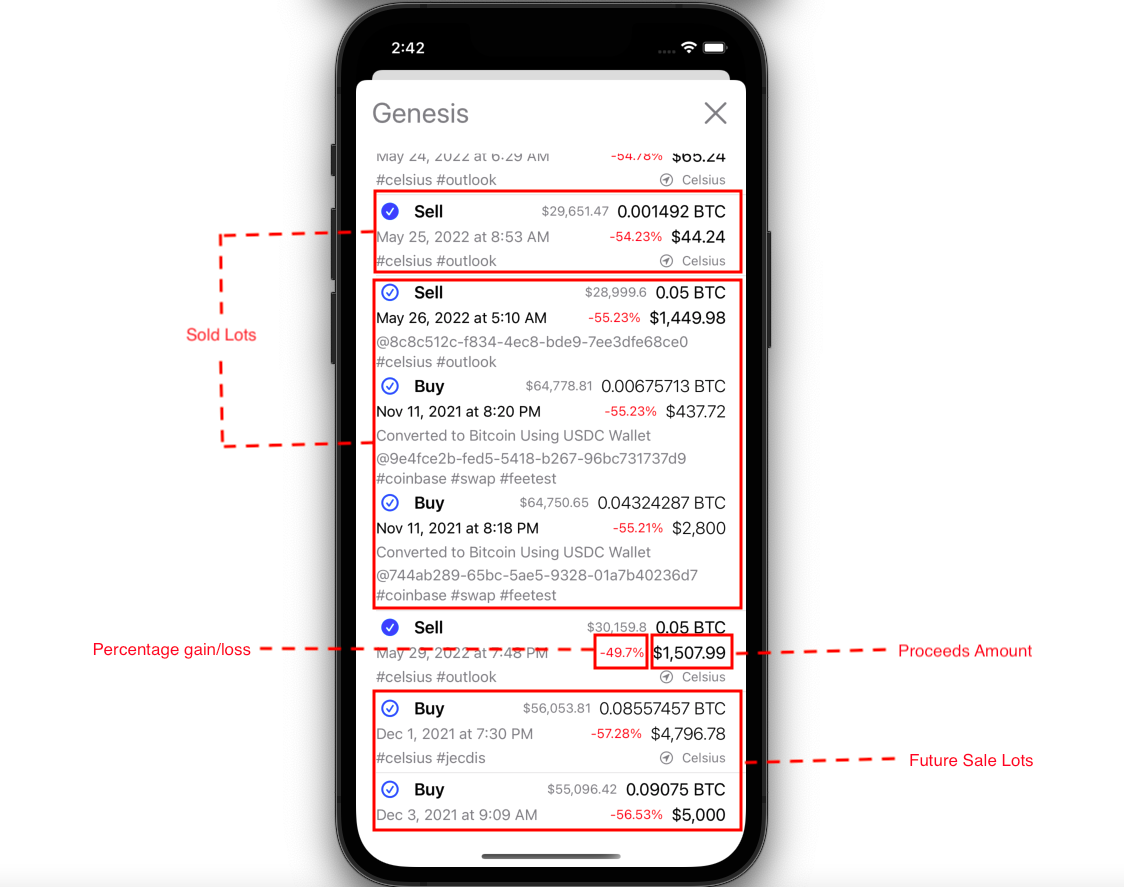 2:42
Genesis
May 24, 2022 at 6:29 AM -54.78% $65.24
#celsius #outlook Celsius
Sell $29,651.47 0.001492 BTC
May 25, 2022 at 8:53 AM -54.23% $44.24
#celsius #outlook Celsius
Sell $28,999.6 0.05 BTC
May 26, 2022 at 5:10 AM -55.23% $1,449.98
@8c8c512c-f834-4ec8-bde9-7ee3dfe68ce0
#celsius #outlook
Sold Lots
Buy $64,778.81 0.00675713 BTC
Nov 11, 2021 at 8:20 PM -55.23% $437.72
Converted to Bitcoin Using USDC Wallet
@9e4fce2b-fed5-5418-b267-96bc731737d9
#coinbase #swap #feetest
Buy $64,750.65 0.04324287 BTC
Nov 11, 2021 at 8:18 PM -55.21% $2,800
Converted to Bitcoin Using USDC Wallet
@744ab289-65bc-5ae5-9328-01a7b40236d7
#coinbase #swap #feetest
Sell $30,159.8 0.05 BTC
Percentage gain/loss
May 29, 2022 at 7:48 PM -49.7% $1,507.99
Proceeds Amount
#celsius #outlook Celsius
Buy $56,053.81 0.08557457 BTC
Dec 1, 2021 at 7:30 PM -57.28% $4,796.78
#celsius #jecdis Celsius
Future Sale Lots
Buy $55,096.42 0.09075 BTC
Dec 3, 2021 at 9:09 AM -56.53% $5,000